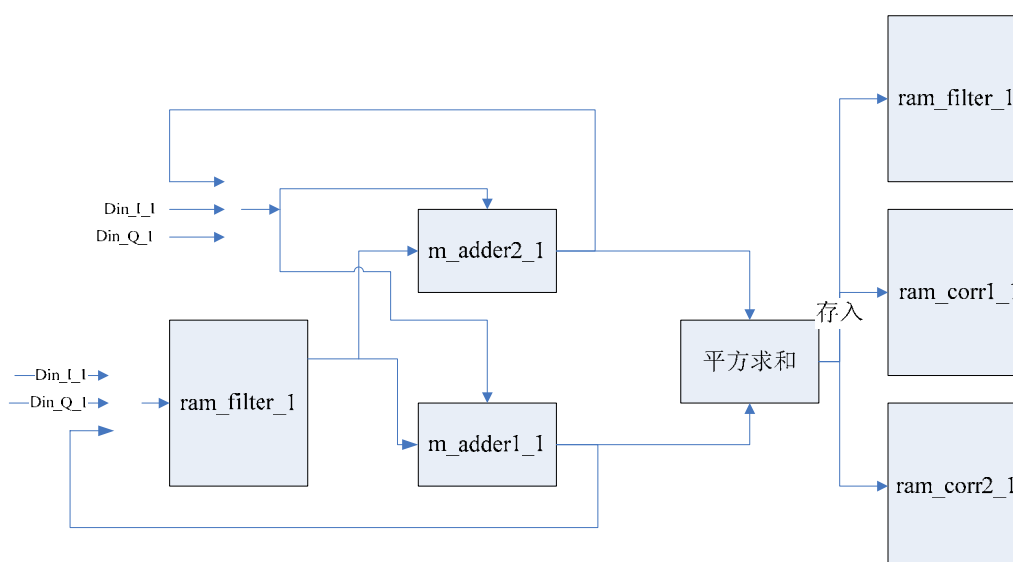 ram_filter_1
Din_I_1
Din_Q_1
m_adder2_1
ram_corr1_1
存入
平方求和
Din_I_1
Din_Q_1
ram_filter_1
m_adder1_1
ram_corr2_1